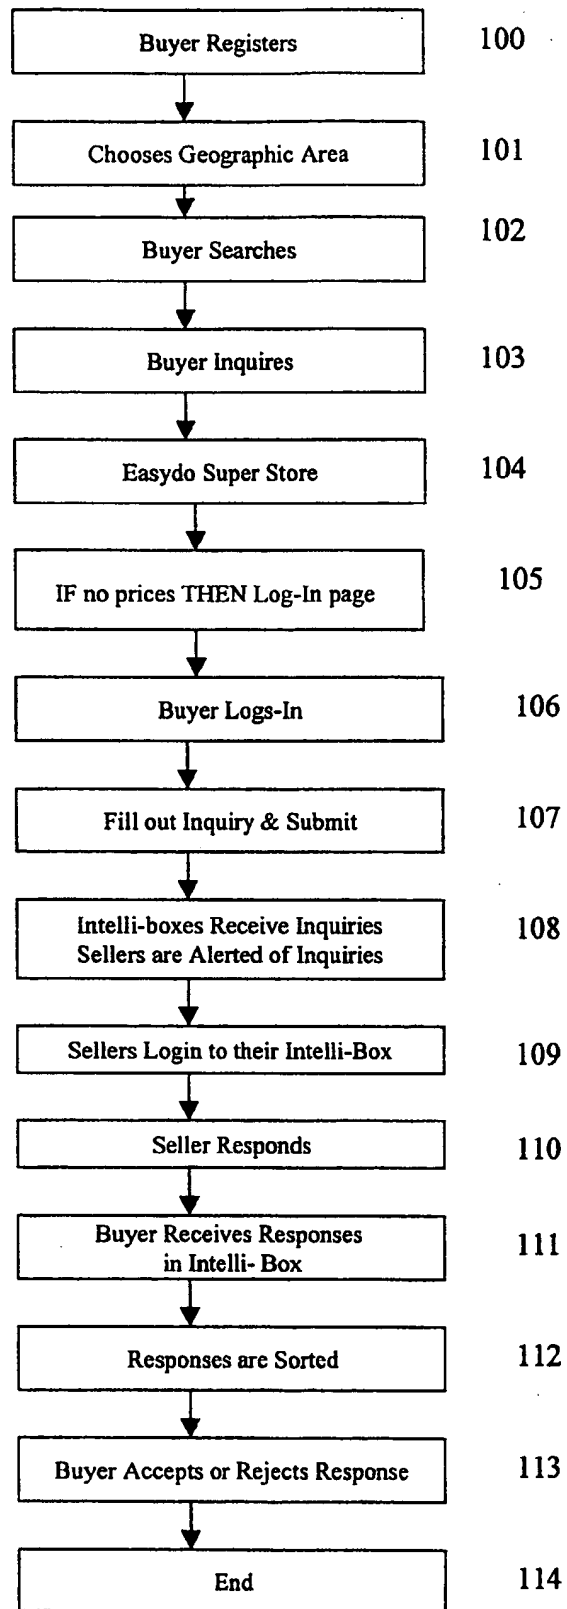 Buyer Registers 100
Chooses Geographic Area 101
Buyer Searches 102
Buyer Inquires 103
Easydo Super Store 104
IF no prices THEN Log-In page 105
Buyer Logs-In 106
Fill out Inquiry & Submit 107
Intelli-boxes Receive Inquiries 108
Sellers are Alerted of Inquiries
Sellers Login to their Intelli-Box 109
Seller Responds 110
Buyer Receives Responses 111
in Intelli- Box
Responses are Sorted 112
Buyer Accepts or Rejects Response 113
End 114